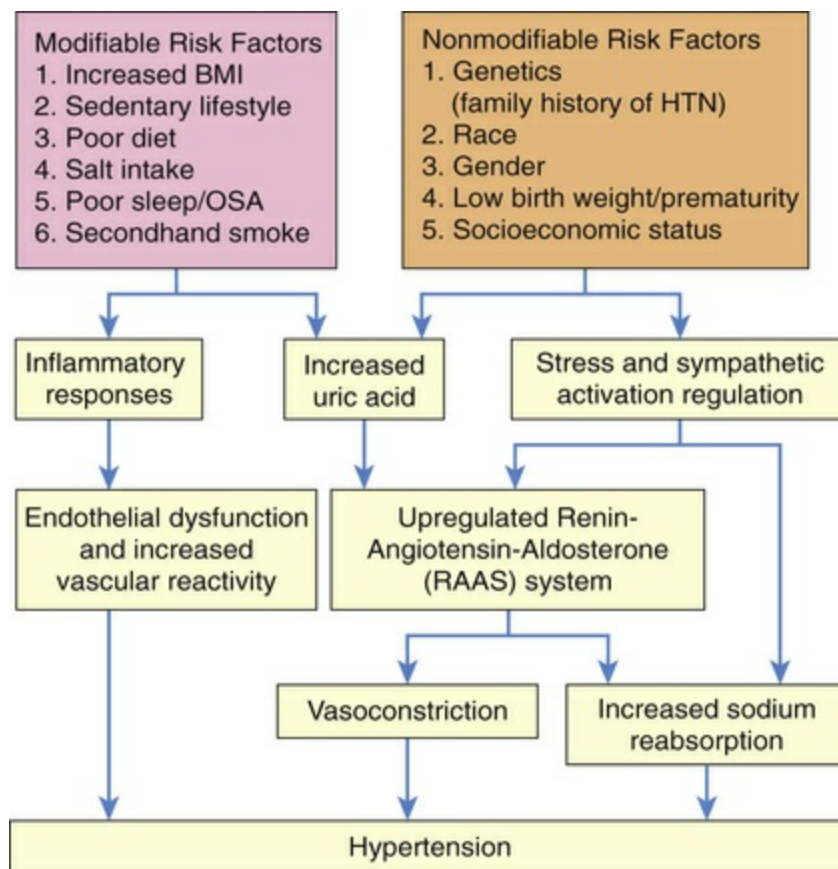 Modifiable Risk Factors
1. Increased BMI
2. Sedentary lifestyle
3. Poor diet
4. Salt intake
5. Poor sleep/OSA
6. Secondhand smoke
Nonmodifiable Risk Factors
1. Genetics
(family history of HTN)
2. Race
3. Gender
4. Low birth weight/prematurity
5. Socioeconomic status
Inflammatory
responses
Increased
uric acid
Stress and sympathetic
activation regulation
Endothelial dysfunction
and increased
vascular reactivity
Upregulated Renin-
Angiotensin-Aldosterone
(RAAS) system
Vasoconstriction
Increased sodium
reabsorption
Hypertension